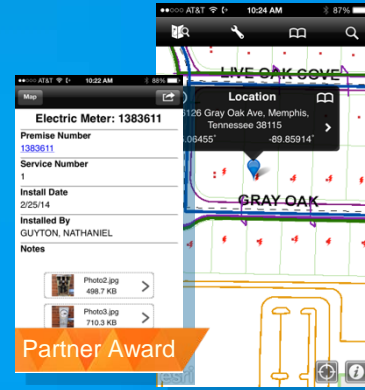 ●●○○○ AT&T 10:24 AM 87%
LIVE OAK COVE
Location
6126 Gray Oak Ave, Memphis,
Tennessee 38115
.06455° -89.85914°
GRAY OAK
esri
●●○○○ AT&T 10:22 AM 88%
Map
Electric Meter: 1383611
Premise Number
1383611
Service Number
1
Install Date
2/25/14
Installed By
GUYTON, NATHANIEL
Notes
Photo2.jpg
498.7 KB
Photo3.jpg
710.3 KB
Partner Award